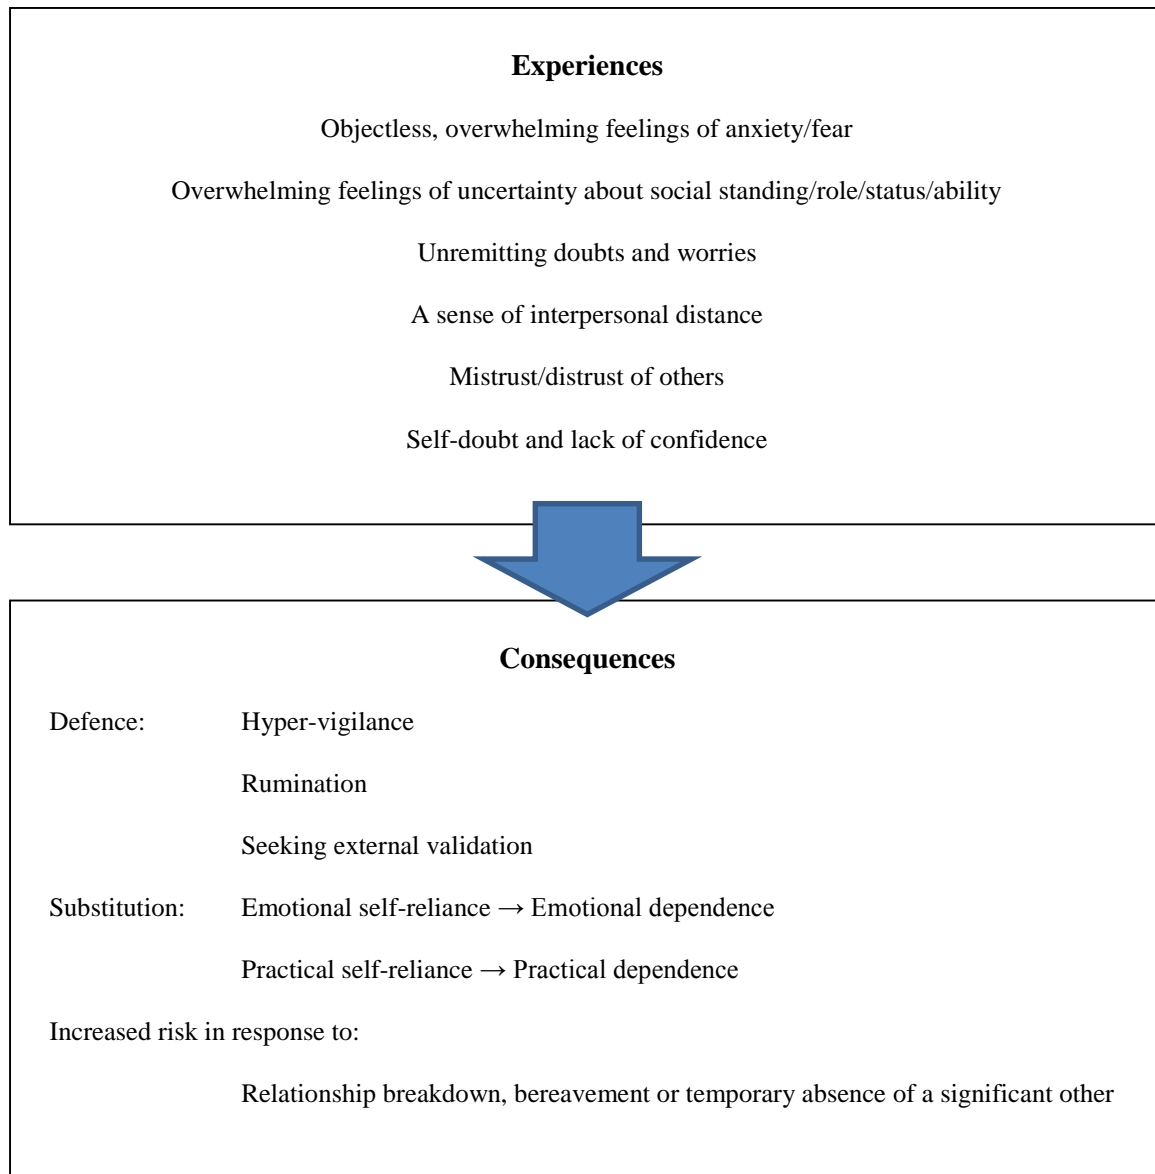 Experiences
Objectless, overwhelming feelings of anxiety/fear
Overwhelming feelings of uncertainty about social standing/role/status/ability
Unremitting doubts and worries
A sense of interpersonal distance
Mistrust/distrust of others
Self-doubt and lack of confidence
Consequences
Defence: Hyper-vigilance
Rumination
Seeking external validation
Substitution: Emotional self-reliance → Emotional dependence
Practical self-reliance → Practical dependence
Increased risk in response to:
Relationship breakdown, bereavement or temporary absence of a significant other